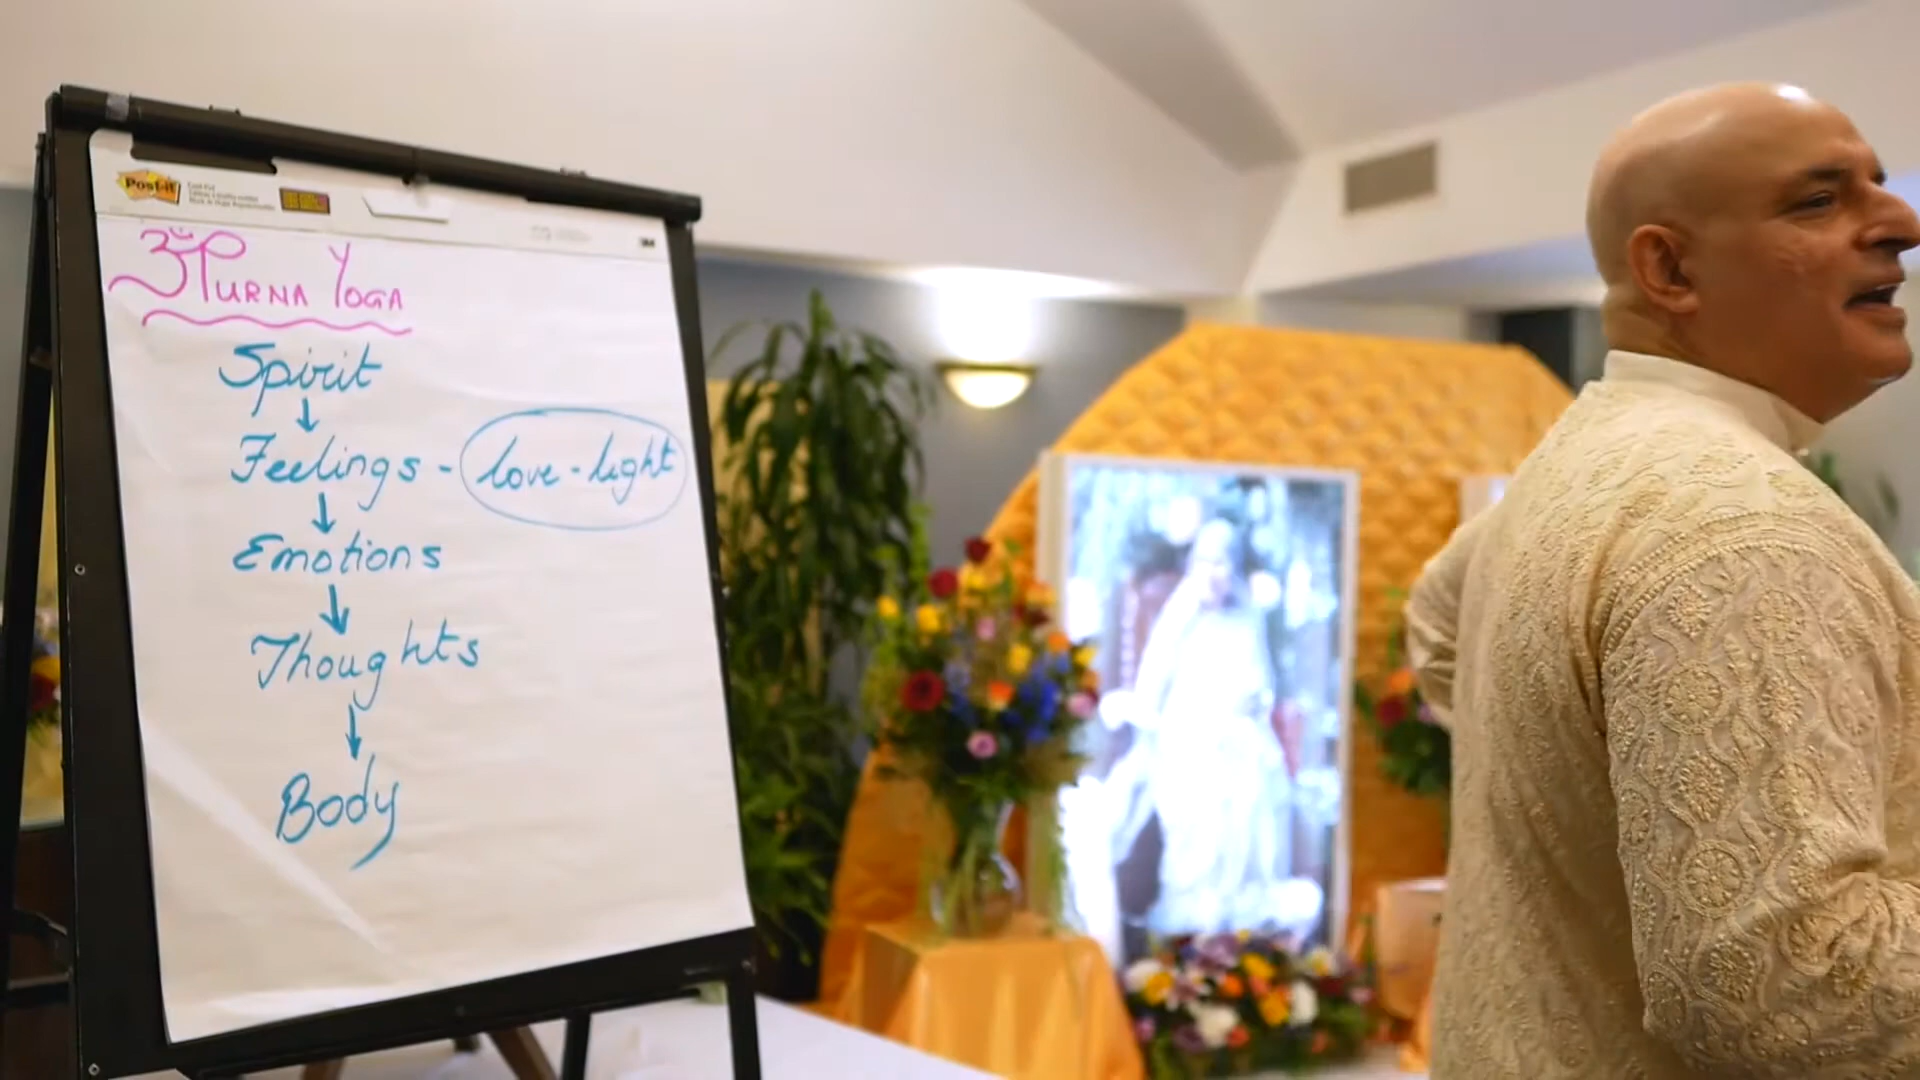 Post-it
ॐ PURNA YOGA
Spirit
↓
Feelings - love - light
↓
Emotions
↓
Thoughts
↓
Body